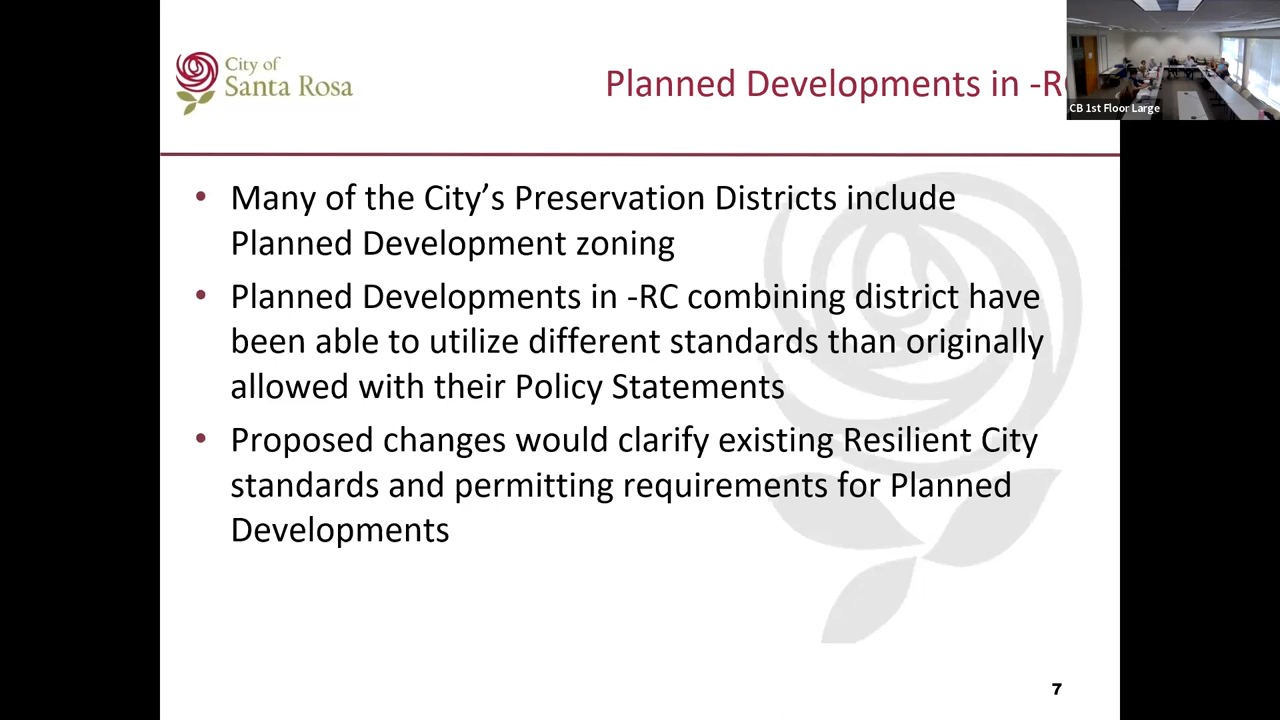 City of
Santa Rosa
Planned Developments in -R
CB 1st Floor Large
• Many of the City's Preservation Districts include
Planned Development zoning
• Planned Developments in -RC combining district have
been able to utilize different standards than originally
allowed with their Policy Statements
• Proposed changes would clarify existing Resilient City
standards and permitting requirements for Planned
Developments
7